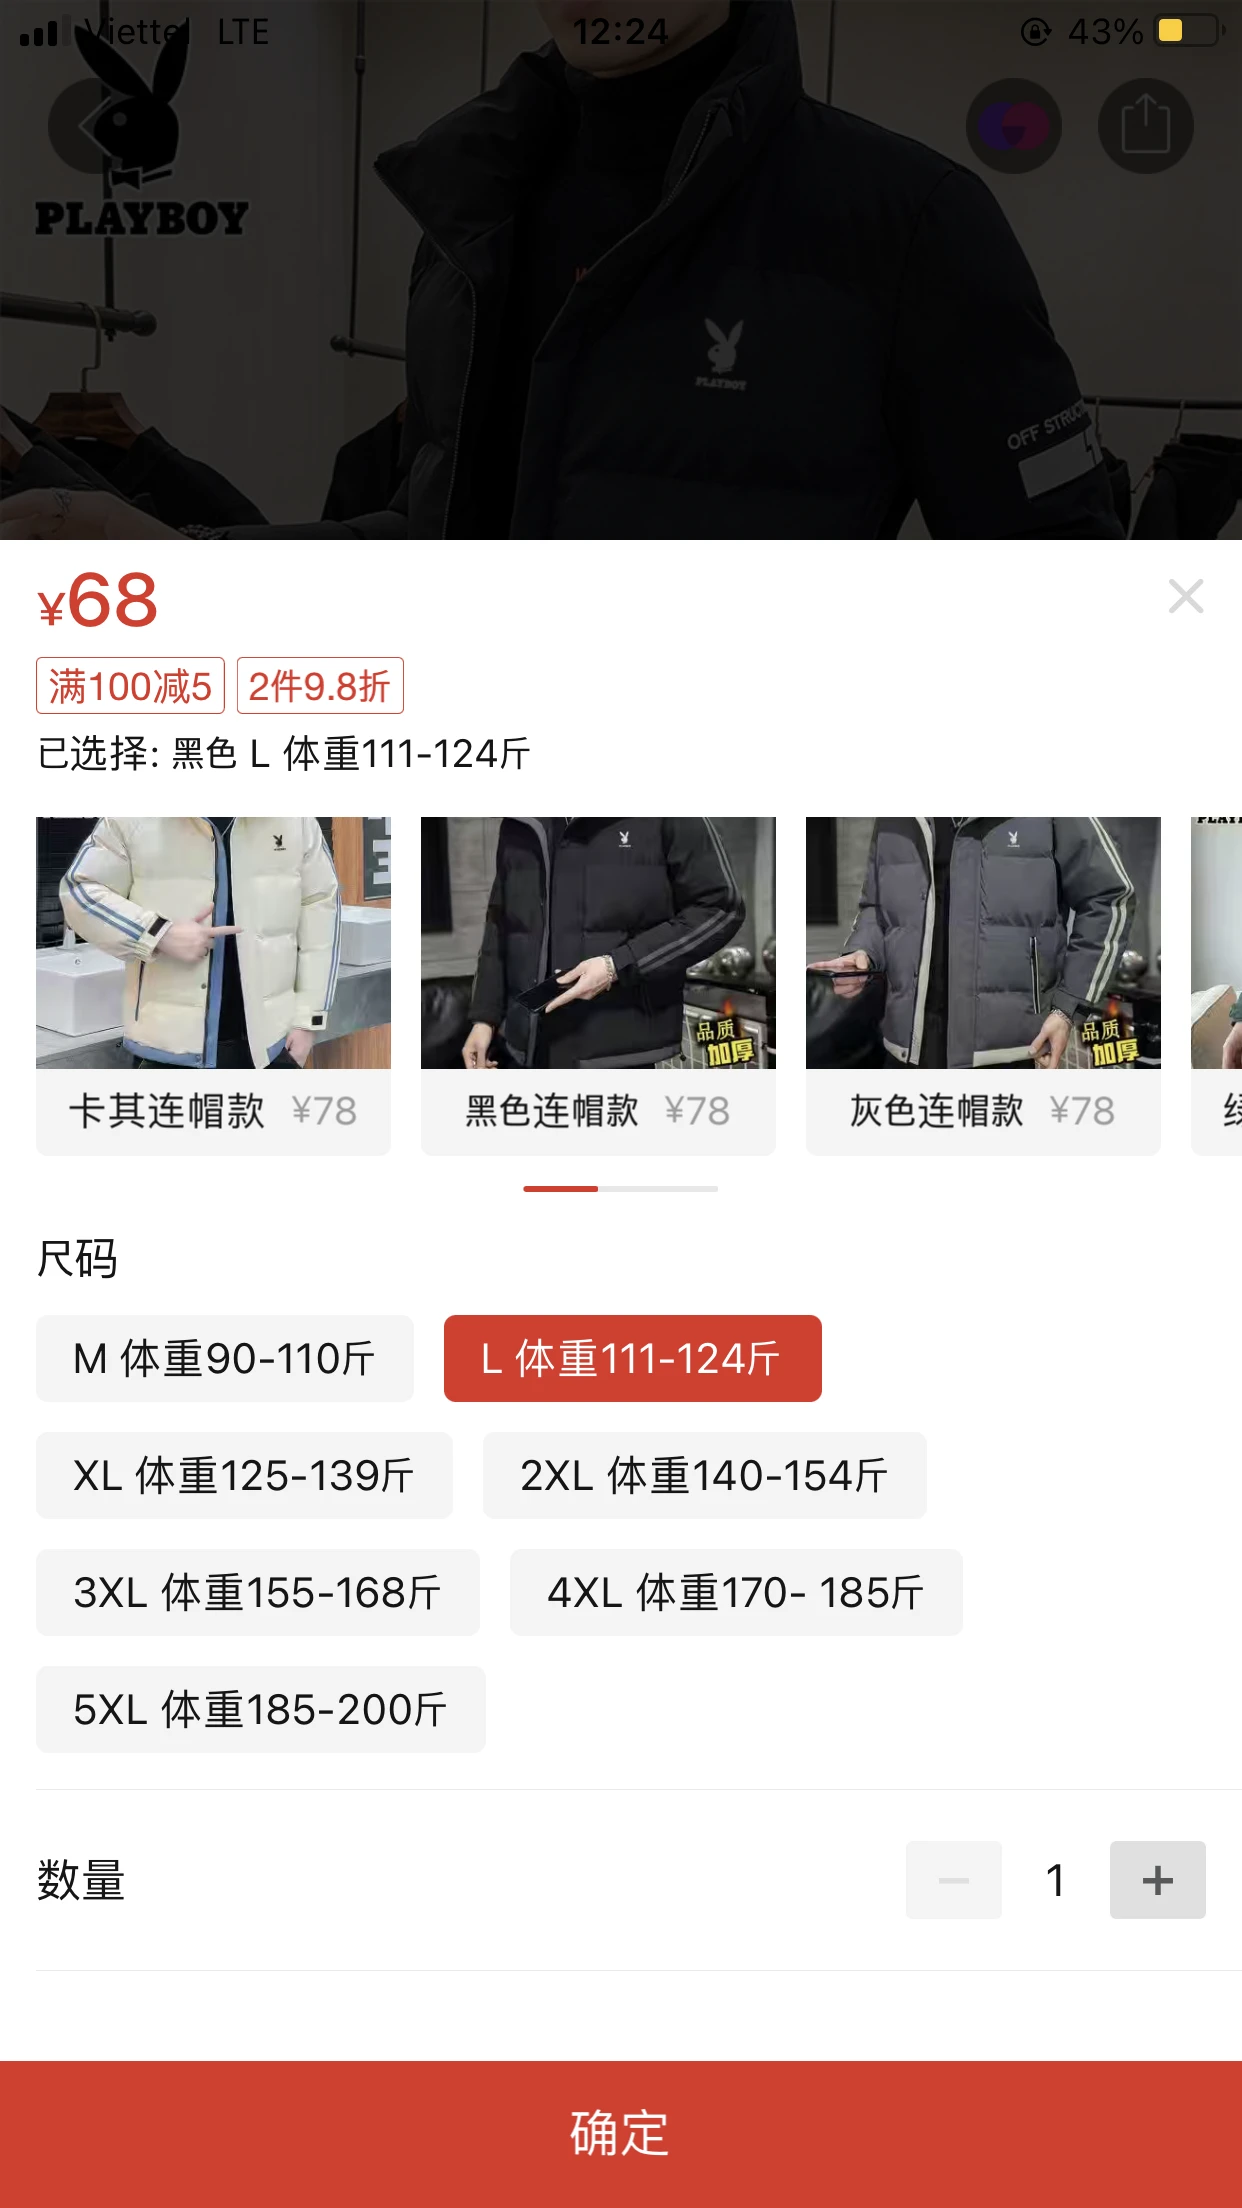 Viettel LTE 12:24 43%
PLAYBOY
PLAYBOY
¥68
满100减5 2件9.8折
已选择: 黑色 L 体重111-124斤
品质
加厚
品质
加厚
卡其连帽款 ¥78 黑色连帽款 ¥78 灰色连帽款 ¥78
尺码
M 体重90-110斤 L 体重111-124斤
XL 体重125-139斤 2XL 体重140-154斤
3XL 体重155-168斤 4XL 体重170- 185斤
5XL 体重185-200斤
数量 1
确定